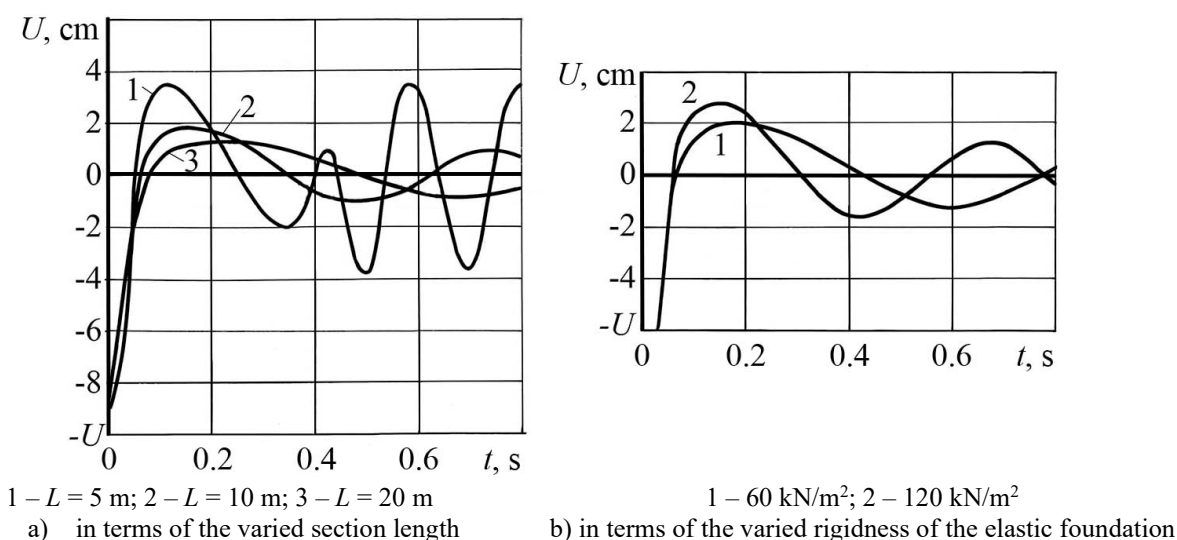 U, cm
4
2
0
-2
-4
-6
-8
-U
1
2
3
0 0.2 0.4 0.6 t, s
1 – L = 5 m; 2 – L = 10 m; 3 – L = 20 m
a) in terms of the varied section length
U, cm
2
0
-2
-4
-U
2
1
0 0.2 0.4 0.6 t, s
1 – 60 kN/m²; 2 – 120 kN/m²
b) in terms of the varied rigidness of the elastic foundation